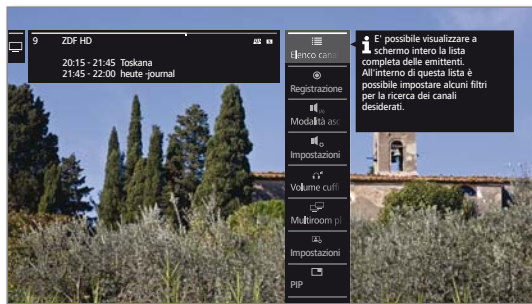 9 ZDF HD
20:15 - 21:45 Toskana
21:45 - 22:00 heute -journal
Elenco cana
Registrazione
Modalità asc
Impostazioni
Volume cuffi
Multiroom pl
Impostazioni
PIP
E' possibile visualizzare a
schermo intero la lista
completa delle emittenti.
All'interno di questa lista è
possibile impostare alcuni filtri
per la ricerca dei canali
desiderati.